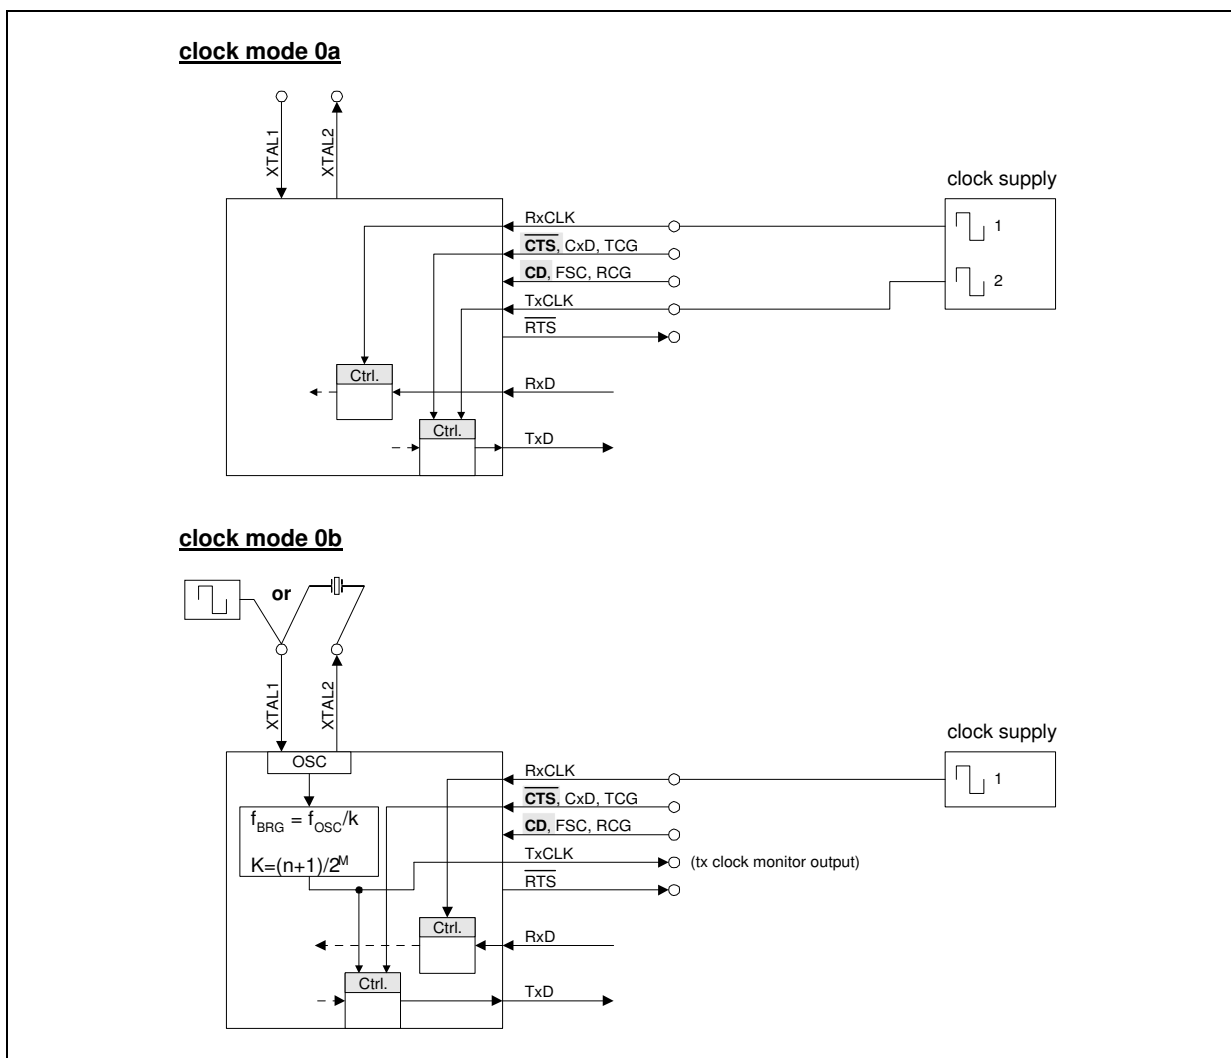 clock mode 0a
XTAL1
XTAL2
clock supply
RxCLK
1
CTS, CxD, TCG
CD, FSC, RCG
2
TxCLK
RTS
Ctrl.
RxD
Ctrl.
TxD
clock mode 0b
or
XTAL1
XTAL2
clock supply
OSC
RxCLK
1
CTS, CxD, TCG
fBRG = fOSC/k
CD, FSC, RCG
K=(n+1)/2M
TxCLK
(tx clock monitor output)
RTS
Ctrl.
RxD
Ctrl.
TxD